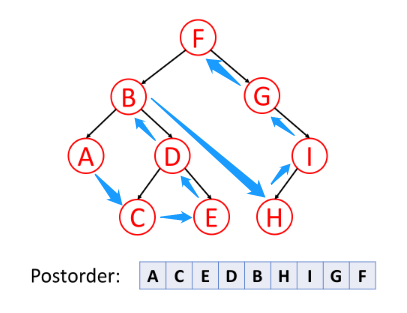 F
B G
A D I
C E H
Postorder: A C E D B H I G F